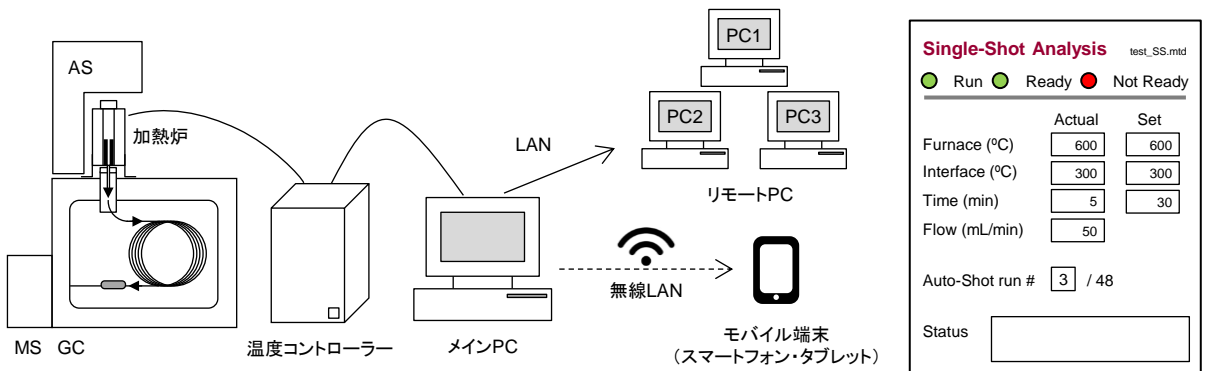 AS
加熱炉
MS GC
温度コントローラー
メインPC
LAN
PC1
PC2
PC3
リモートPC
無線LAN
モバイル端末
（スマートフォン・タブレット）
Single-Shot Analysis test_SS.mtd
Run Ready Not Ready
Actual Set
Furnace (ºC) 600 600
Interface (ºC) 300 300
Time (min) 5 30
Flow (mL/min) 50
Auto-Shot run # 3 / 48
Status